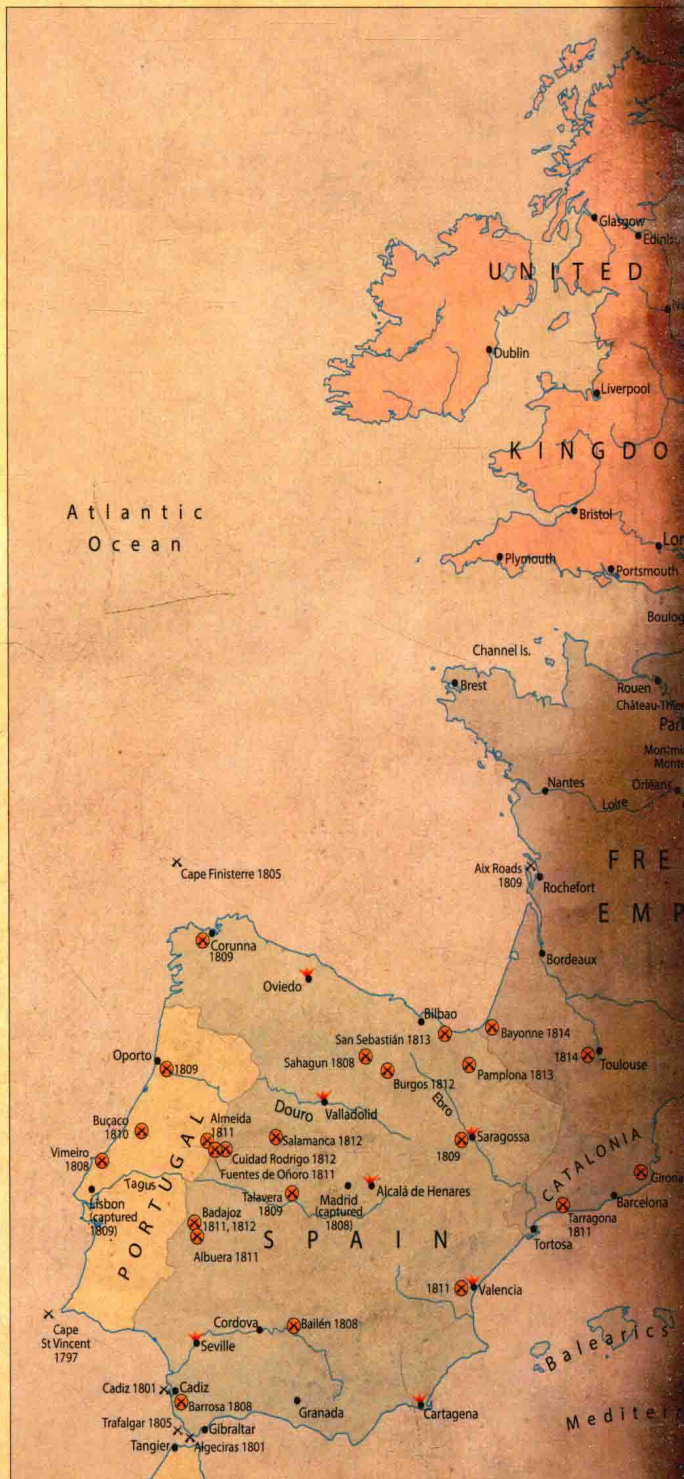 Glasgow
UNITED
Dublin
Liverpool
KINGDO
Atlantic
Ocean
Bristol
Plymouth
Portsmouth
Channel Is.
Brest
Rouen
Nantes
Orléans
Loire
Cape Finisterre 1805
Aix Roads
1809
Rochefort
FRE
EMP
Corunna
1809
Bordeaux
Oviedo
Bilbao
San Sebastián 1813
Bayonne 1814
Oporto
1809
Sahagun 1808
Burgos 1812
Pamplona 1813
1814
Toulouse
Douro
Valladolid
Ebro
Buçaco
1810
Almeida
1811
Salamanca 1812
Saragossa
1809
Vimeiro
1808
Cuidad Rodrigo 1812
Fuentes de Oñoro 1811
CATALONIA
Girona
Tagus
PORTUGAL
Lisbon
(captured
1809)
Talavera
1809
Madrid
(captured
1808)
Alcalá de Henares
Barcelona
Tarragona
1811
Badajoz
1811, 1812
Albuera 1811
SPAIN
Tortosa
1811
Valencia
Cape
St Vincent
1797
Cordova
Bailén 1808
Seville
Balearics
Cadiz 1801
Cadiz
Barrosa 1808
Granada
Cartagena
Trafalgar 1805
Gibraltar
Tangier
Algeciras 1801